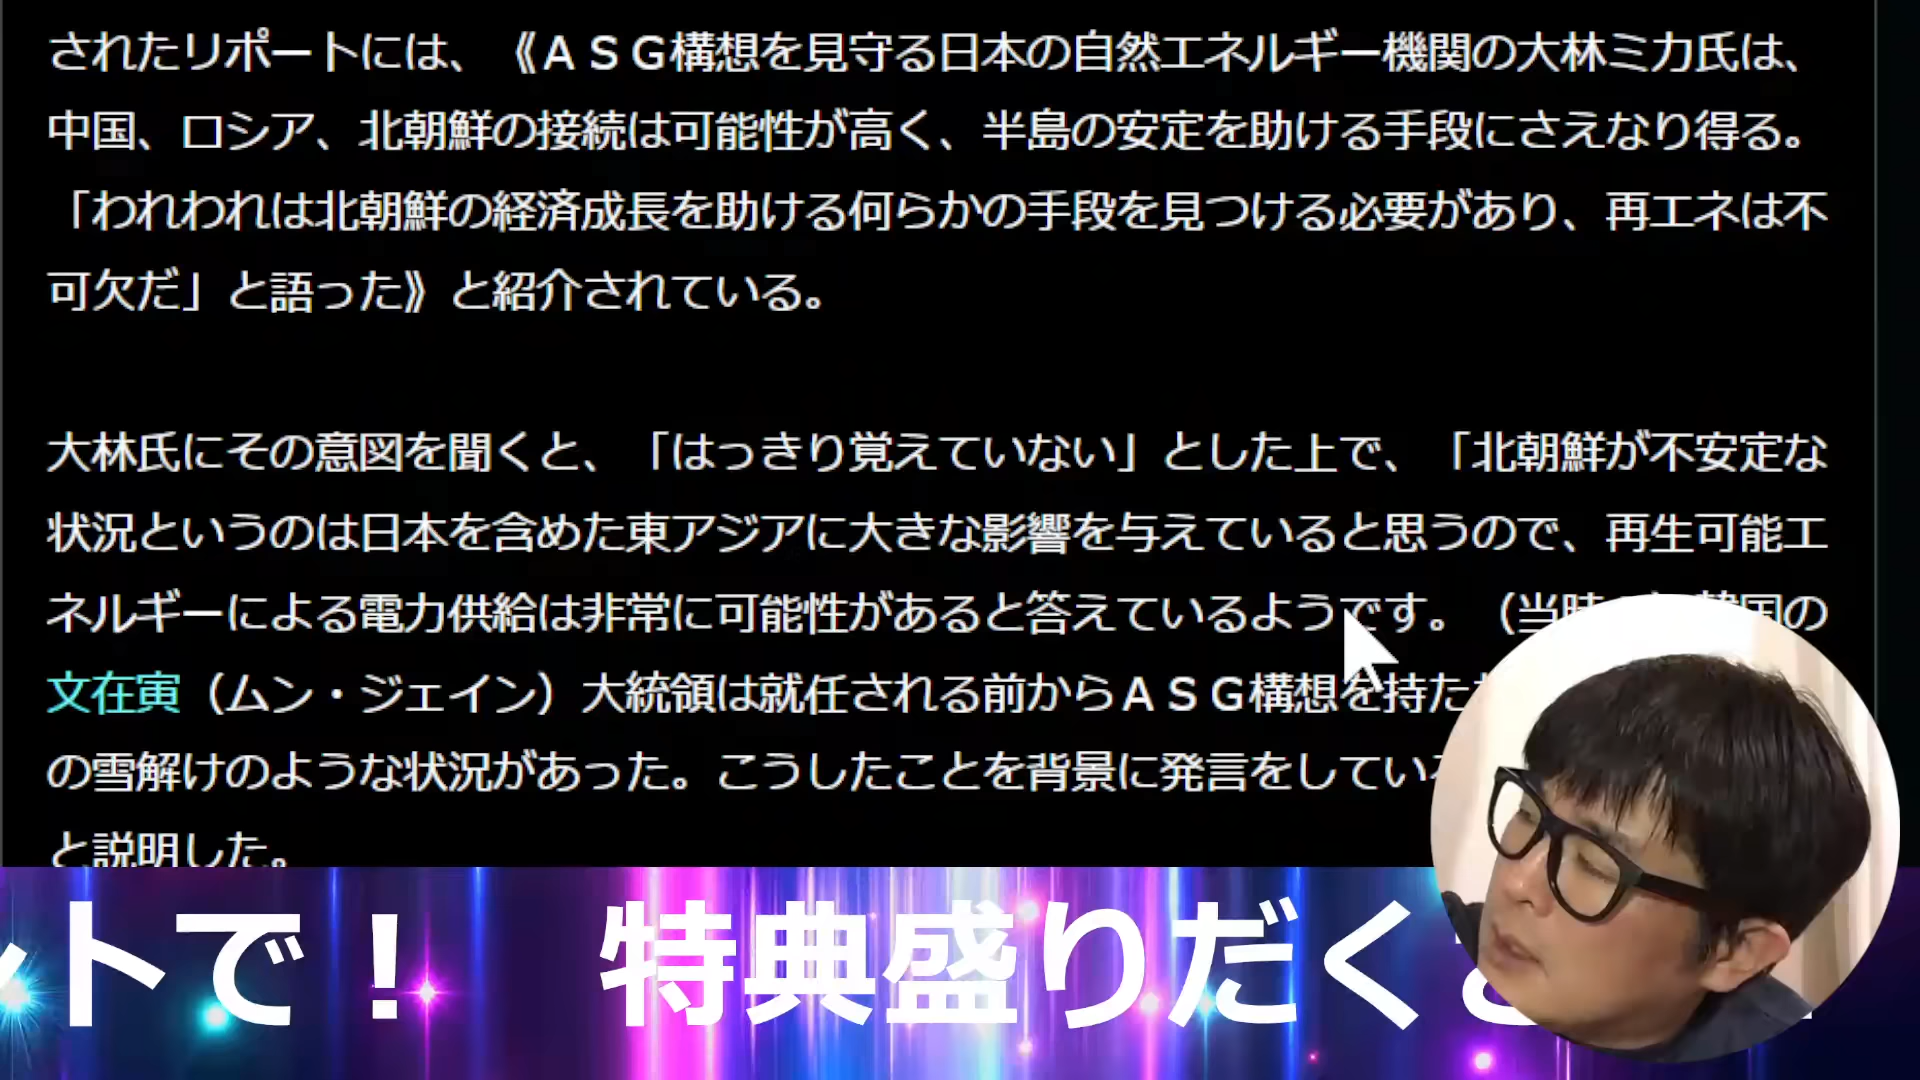 されたリポートには、《ＡＳＧ構想を見守る日本の自然エネルギー機関の大林ミカ氏は、
中国、ロシア、北朝鮮の接続は可能性が高く、半島の安定を助ける手段にさえなり得る。
「われわれは北朝鮮の経済成長を助ける何らかの手段を見つける必要があり、再エネは不
可欠だ」と語った》と紹介されている。
大林氏にその意図を聞くと、「はっきり覚えていない」とした上で、「北朝鮮が不安定な
状況というのは日本を含めた東アジアに大きな影響を与えていると思うので、再生可能エ
ネルギーによる電力供給は非常に可能性があると答えているようです。（当時の 韓国の
文在寅（ムン・ジェイン）大統領は就任される前からＡＳＧ構想を持た
の雪解けのような状況があった。こうしたことを背景に発言をしてい
と説明した。
ットで！　特典盛りだく